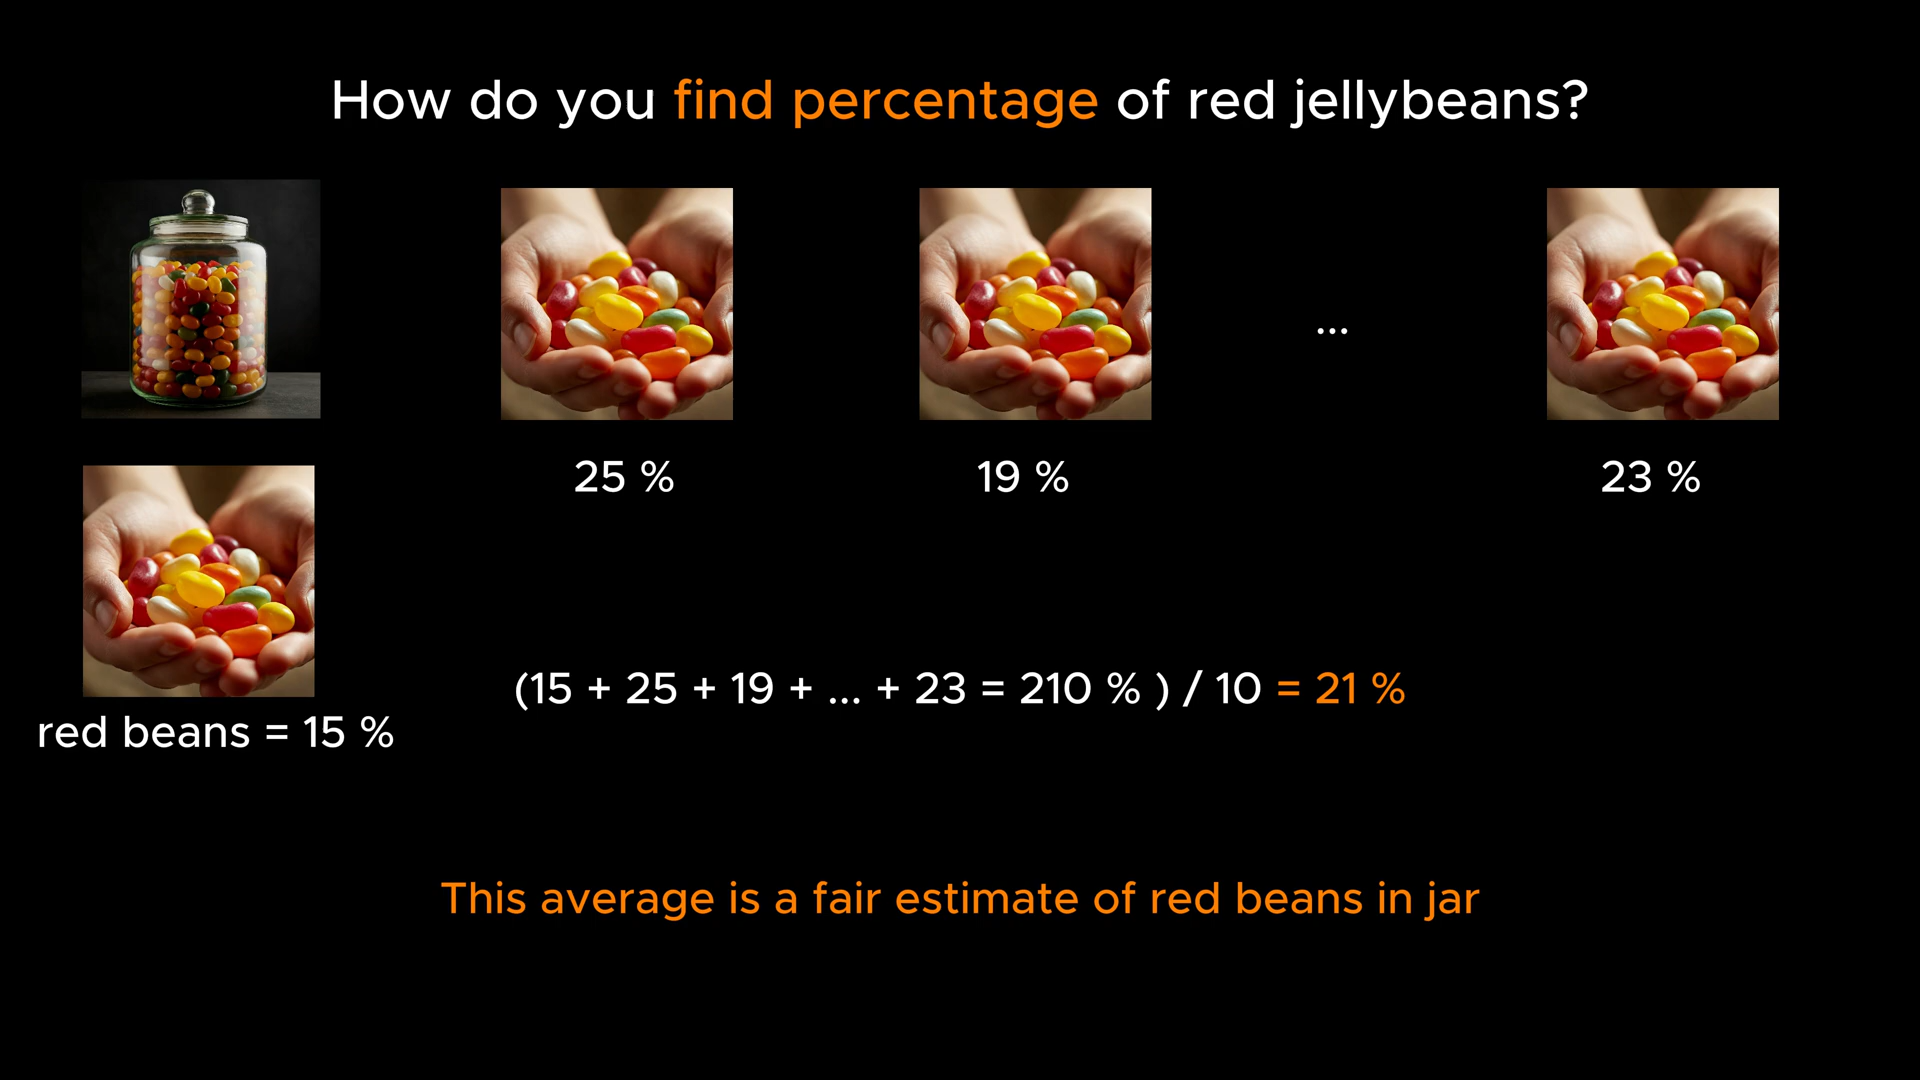 How do you find percentage of red jellybeans?
...
25 %
19 %
23 %
(15 + 25 + 19 + ... + 23 = 210 % ) / 10 = 21 %
red beans = 15 %
This average is a fair estimate of red beans in jar